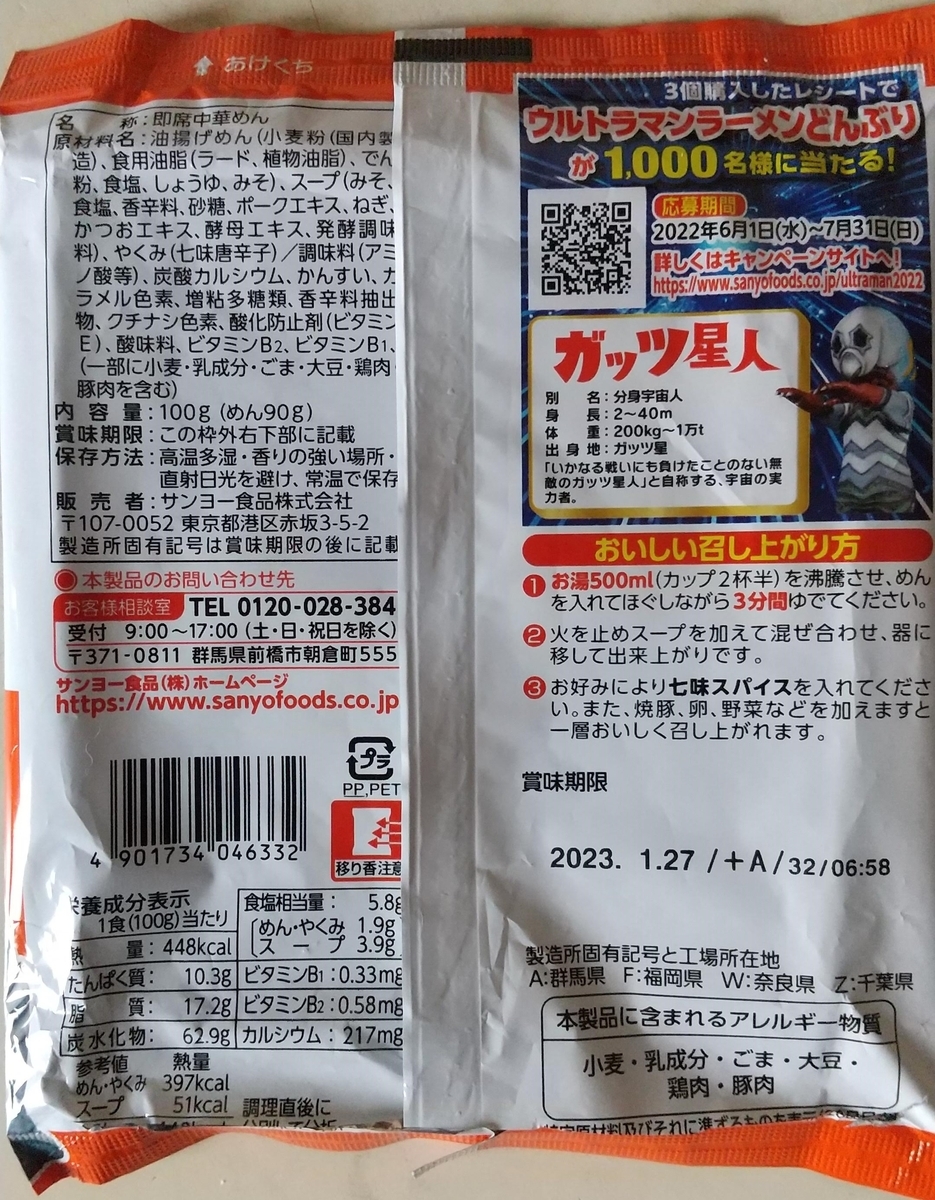 あけくち
名称：即席中華めん
原材料名：油揚げめん(小麦粉(国内製
造)、食用油脂(ラード、植物油脂)、でん
粉、食塩、しょうゆ、みそ)、スープ(みそ、
食塩、香辛料、砂糖、ポークエキス、ねぎ、
かつおエキス、酵母エキス、発酵調味
料)、やくみ(七味唐辛子)／調味料(アミ
ノ酸等)、炭酸カルシウム、かんすい、カ
ラメル色素、増粘多糖類、香辛料抽出
物、クチナシ色素、酸化防止剤(ビタミン
E)、酸味料、ビタミンB2、ビタミンB1、
(一部に小麦・乳成分・ごま・大豆・鶏肉・
豚肉を含む)
内容量：100g(めん90g)
賞味期限：この枠外右下部に記載
保存方法：高温多湿・香りの強い場所・
直射日光を避け、常温で保存
販売者：サンヨー食品株式会社
〒107-0052 東京都港区赤坂3-5-2
製造所固有記号は賞味期限の後に記載
●本製品のお問い合わせ先
お客様相談室 TEL 0120-028-384
受付 9:00～17:00(土・日・祝日を除く)
〒371-0811 群馬県前橋市朝倉町555
サンヨー食品(株)ホームページ
https://www.sanyofoods.co.jp
プラ
PP,PET
移り香注意
4 901734 046332
栄養成分表示
1食(100g)当たり
熱量：448kcal
たんぱく質：10.3g
脂質：17.2g
炭水化物：62.9g
食塩相当量：5.8g
めん・やくみ 1.9g
スープ 3.9g
ビタミンB1：0.33mg
ビタミンB2：0.58mg
カルシウム：217mg
参考値 熱量
めん・やくみ 397kcal
スープ 51kcal
調理直後に
3個購入したレシートで
ウルトラマンラーメンどんぶり
が1,000名様に当たる!
応募期間
2022年6月1日(水)～7月31日(日)
詳しくはキャンペーンサイトへ!
https://www.sanyofoods.co.jp/ultraman2022
ガッツ星人
別名：分身宇宙人
身長：2～40m
体重：200kg～1万t
出身地：ガッツ星
「いかなる戦いにも負けたことのない無
敵のガッツ星人」と自称する、宇宙の実
力者。
おいしい召し上がり方
1 お湯500ml(カップ2杯半)を沸騰させ、めん
を入れてほぐしながら3分間ゆでてください。
2 火を止めスープを加えて混ぜ合わせ、器に
移して出来上がりです。
3 お好みにより七味スパイスを入れてくださ
い。また、焼豚、卵、野菜などを加えますと
一層おいしく召し上がれます。
賞味期限
2023. 1.27 /+A/32/06:58
製造所固有記号と工場所在地
A:群馬県 F:福岡県 W:奈良県 Z:千葉県
本製品に含まれるアレルギー物質
小麦・乳成分・ごま・大豆・
鶏肉・豚肉